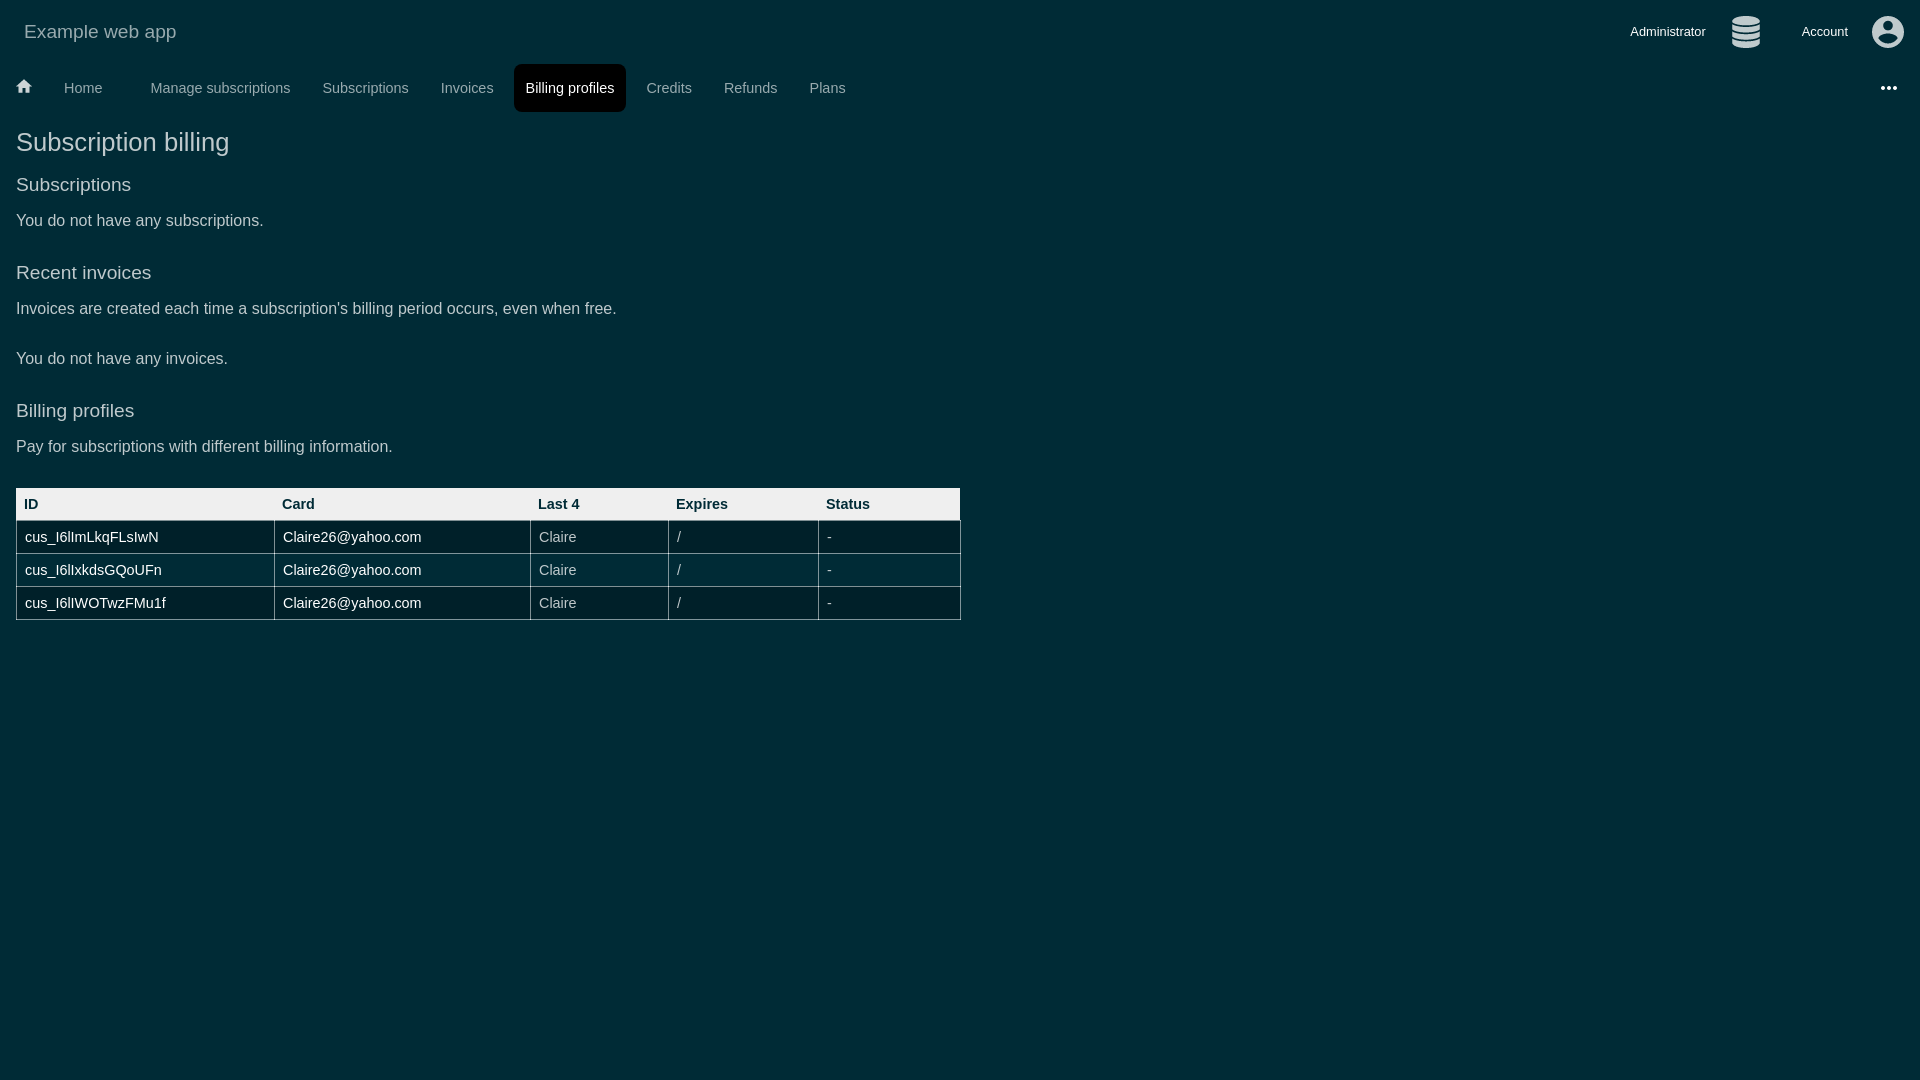 Example web app
Administrator
Account
Home
Manage subscriptions
Subscriptions
Invoices
Billing profiles
Credits
Refunds
Plans
Subscription billing
Subscriptions
You do not have any subscriptions.
Recent invoices
Invoices are created each time a subscription's billing period occurs, even when free.
You do not have any invoices.
Billing profiles
Pay for subscriptions with different billing information.
ID Card Last 4 Expires Status
cus_I6lImLkqFLsIwN Claire26@yahoo.com Claire / -
cus_I6lIxkdsGQoUFn Claire26@yahoo.com Claire / -
cus_I6lIWOTwzFMu1f Claire26@yahoo.com Claire / -